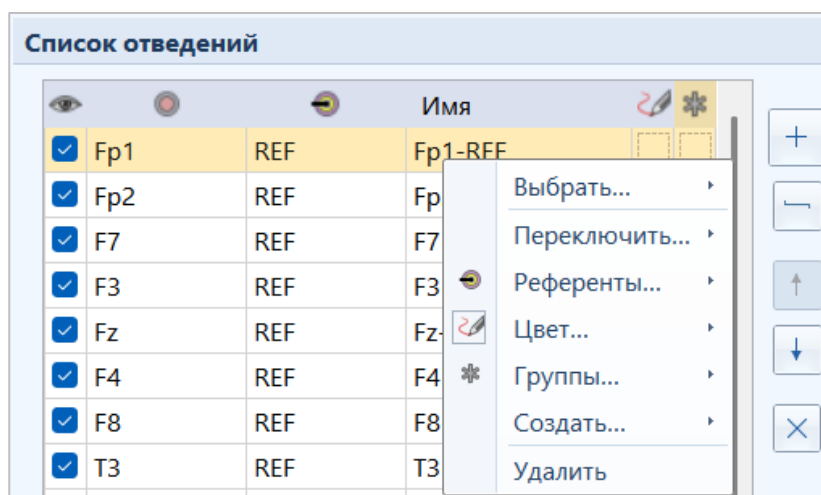 Список отведений
Имя
Fp1 REF Fp1-REF
Fp2 REF Fp
F7 REF F7
F3 REF F3
Fz REF Fz-
F4 REF F4
F8 REF F8
T3 REF T3
Выбрать...
Переключить...
Референты...
Цвет...
Группы...
Создать...
Удалить